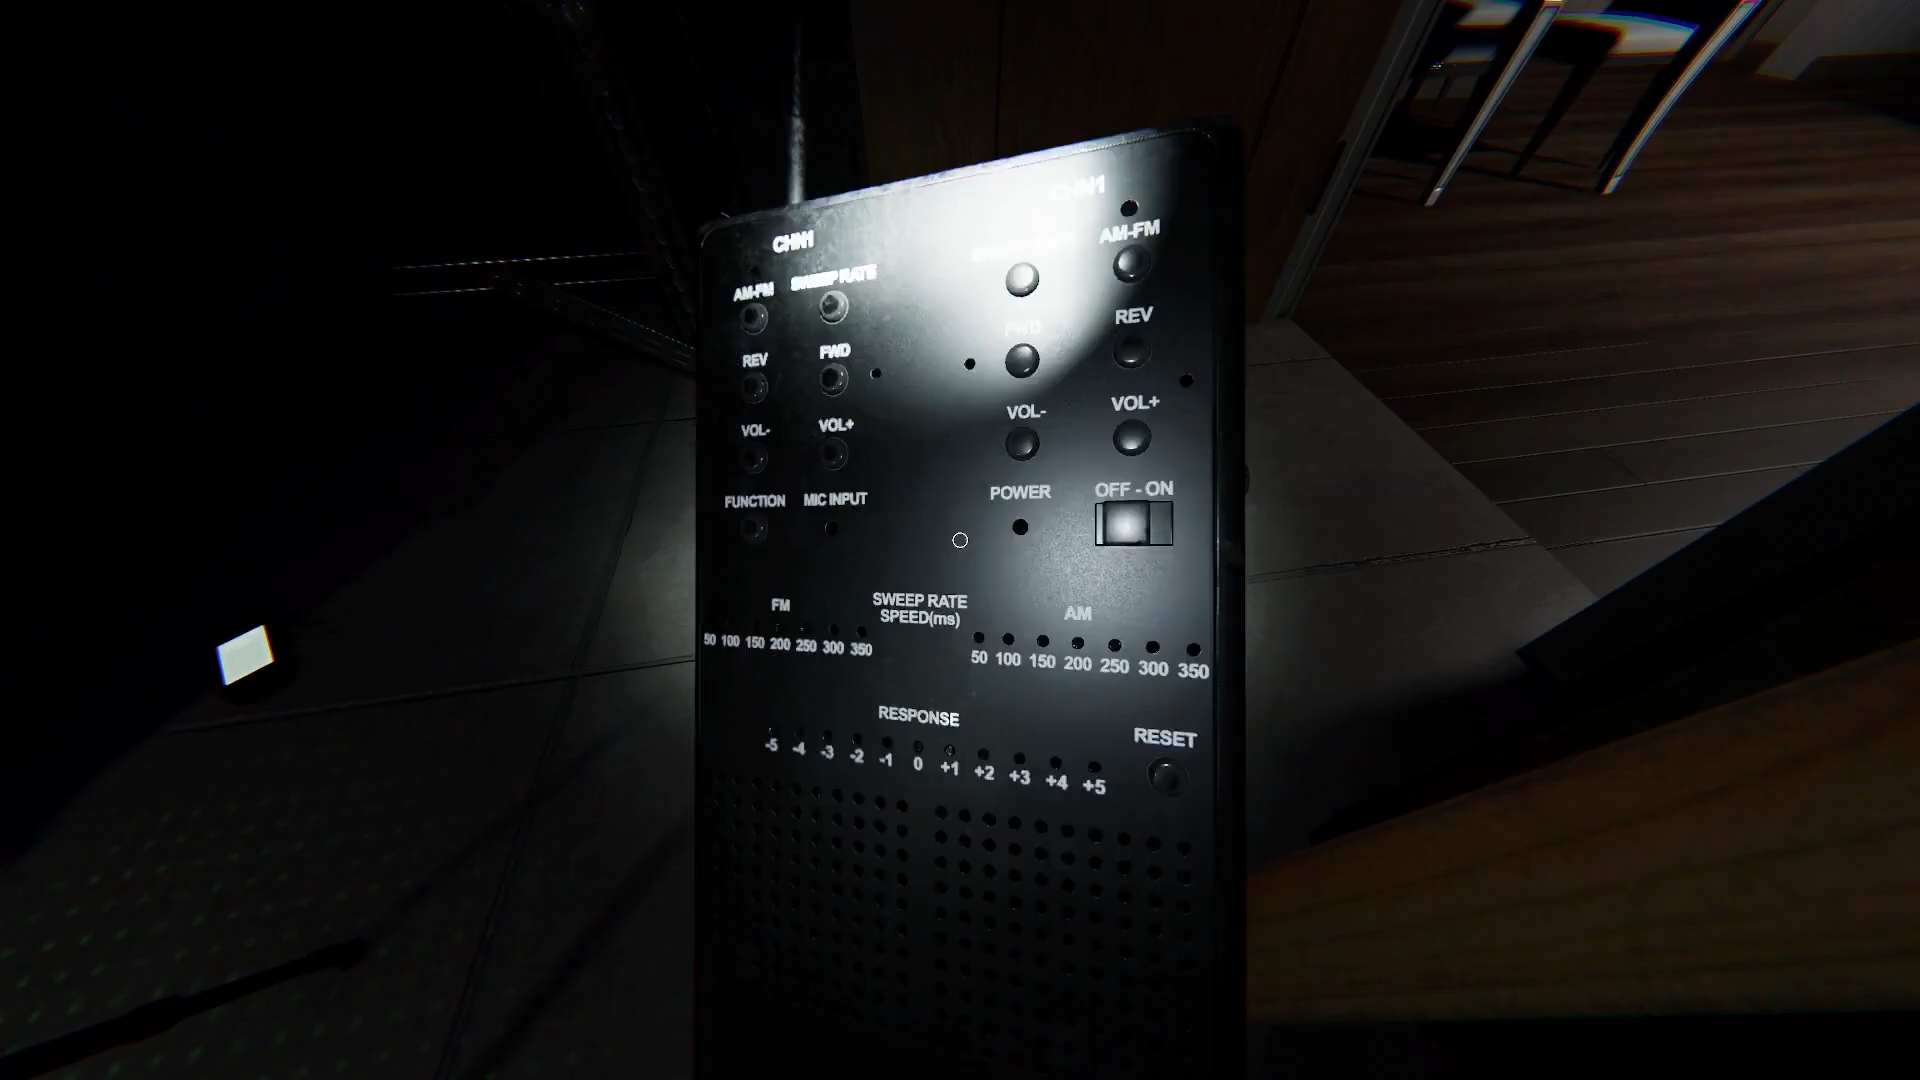 CHN1
CHN1
AM-FM
SWEEP RATE
AM-FM
REV
FWD
FWD
REV
VOL-
VOL+
VOL-
VOL+
FUNCTION
MIC INPUT
POWER
OFF - ON
FM
SWEEP RATE
SPEED(ms)
AM
50 100 150 200 250 300 350
50 100 150 200 250 300 350
RESPONSE
RESET
-5 -4 -3 -2 -1 0 +1 +2 +3 +4 +5